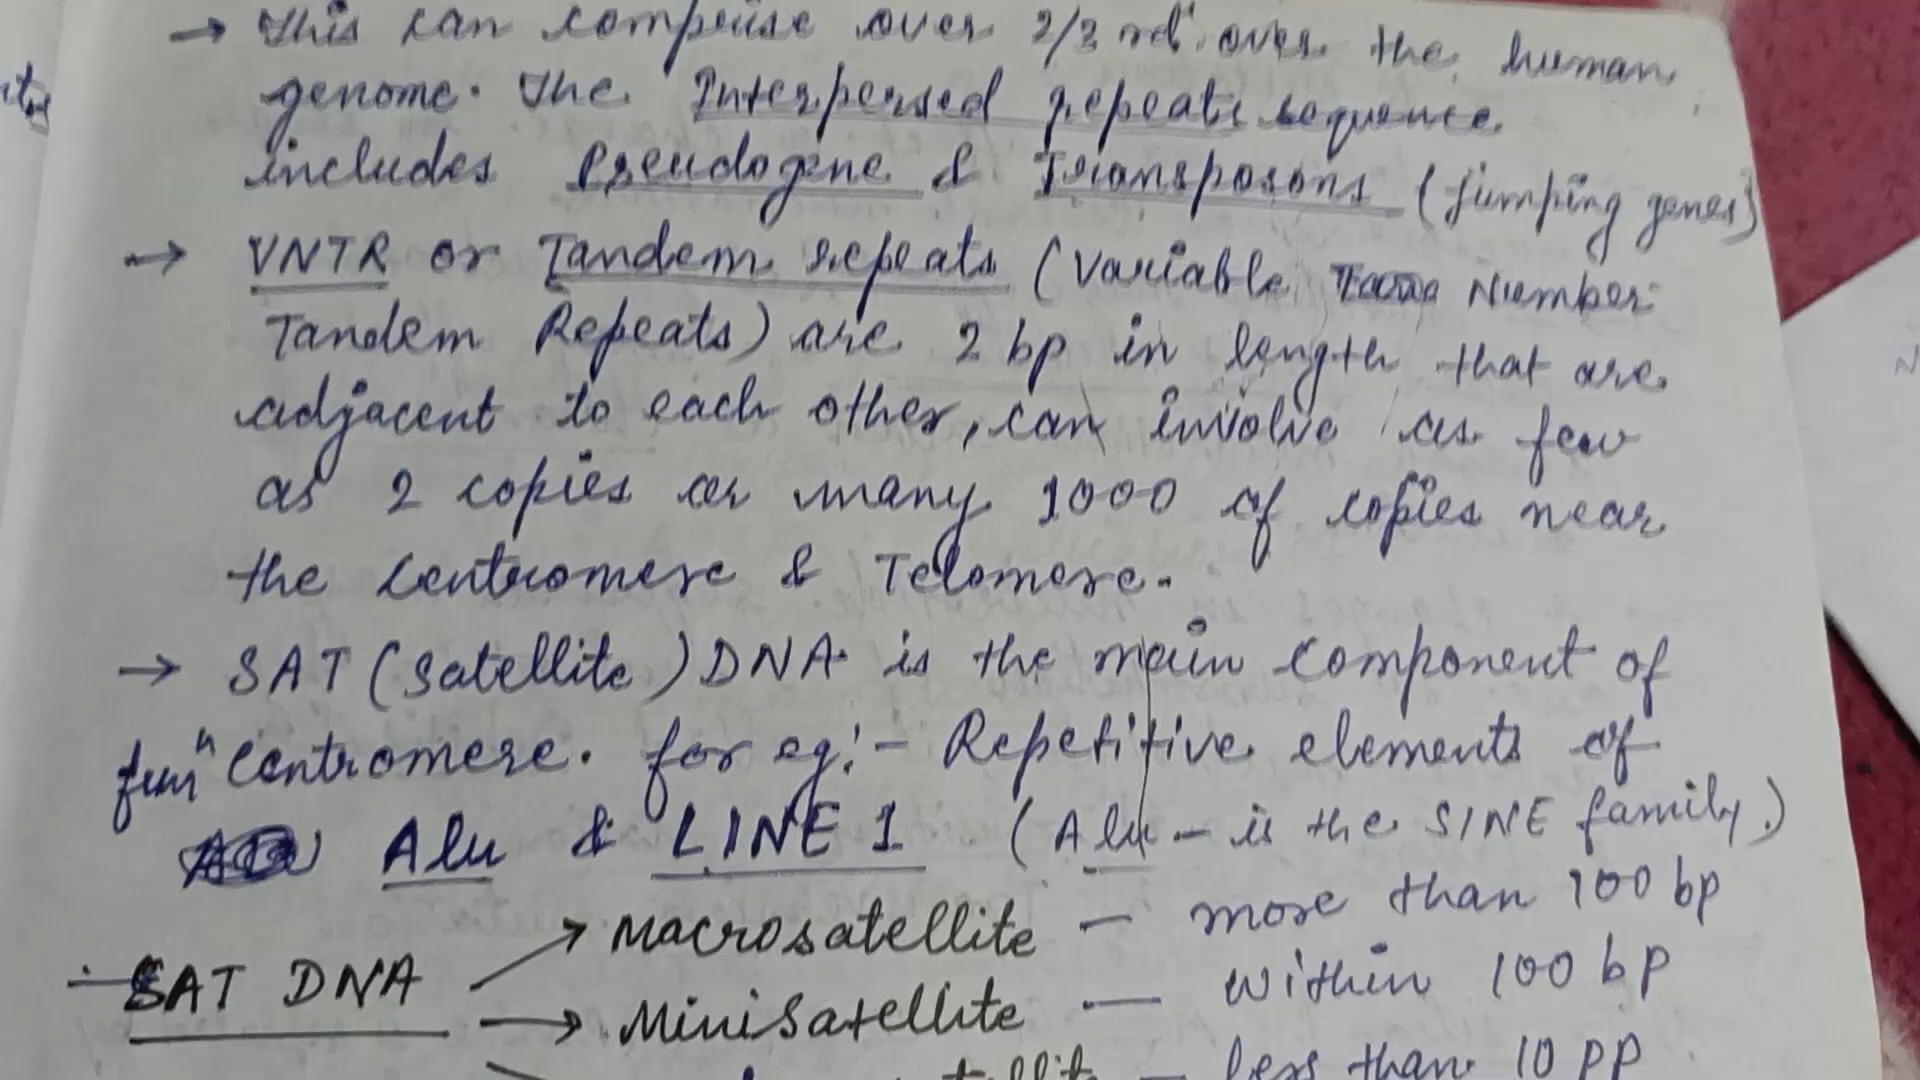 → This can comprise over 2/3 rd over the human
genome. The Interpersed repeats sequence
includes Pseudogene & Transposons (jumping genes)
→ VNTR or Tandem repeats (Variable Number
Tandem Repeats) are 2 bp in length that are
adjacent to each other, can involve as few
as 2 copies or many 1000 of copies near
the Centromere & Telomere.
→ SAT (Satellite) DNA is the main component of
funⁿ Centromere. for eg:- Repetitive elements of
Alu & LINE 1 (Alu - is the SINE family)
SAT DNA → Macrosatellite — more than 100 bp
→ Minisatellite — within 100 bp
— less than 10 pp